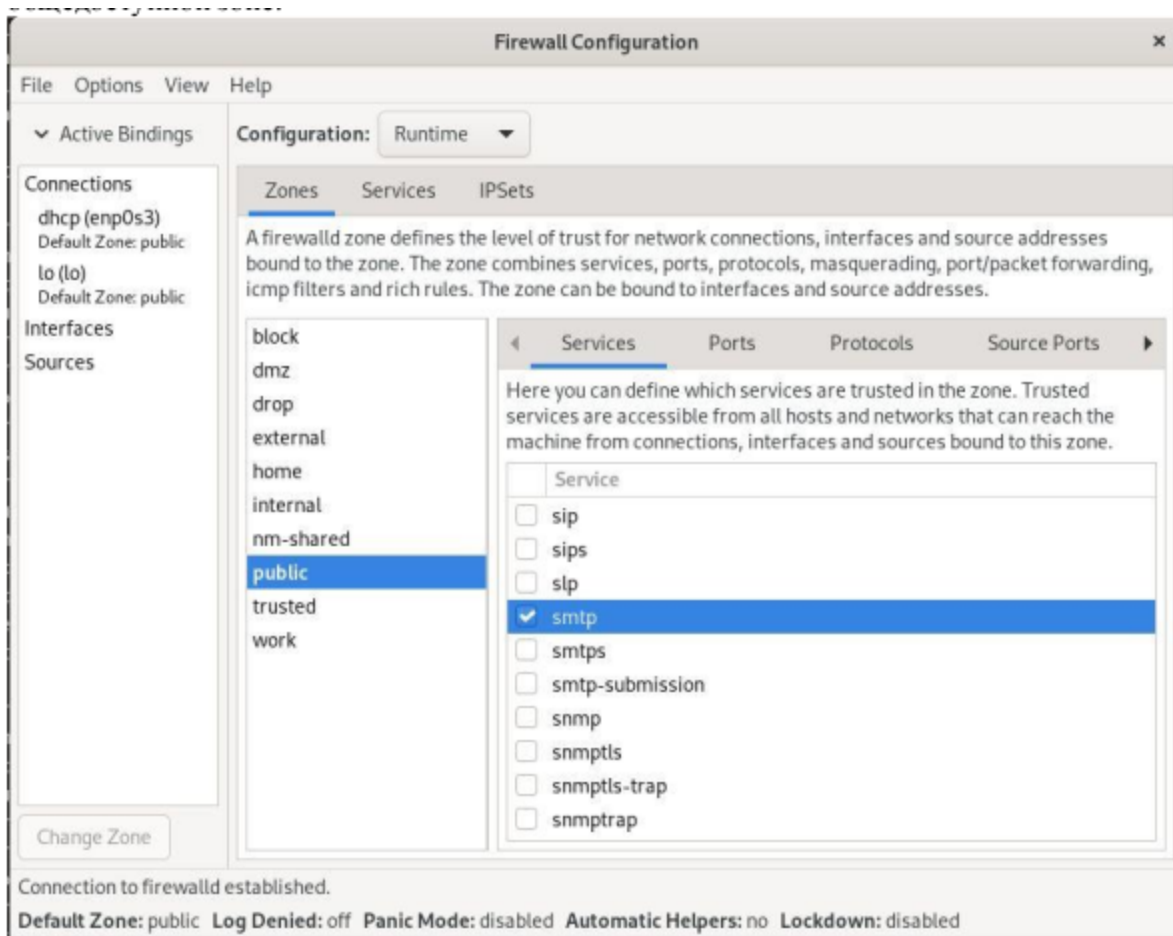 Firewall Configuration ×
File Options View Help
Active Bindings
Configuration: Runtime
Connections
dhcp (enp0s3)
Default Zone: public
lo (lo)
Default Zone: public
Interfaces
Sources
Change Zone
Zones Services IPSets
A firewalld zone defines the level of trust for network connections, interfaces and source addresses
bound to the zone. The zone combines services, ports, protocols, masquerading, port/packet forwarding,
icmp filters and rich rules. The zone can be bound to interfaces and source addresses.
block
dmz
drop
external
home
internal
nm-shared
public
trusted
work
Services Ports Protocols Source Ports
Here you can define which services are trusted in the zone. Trusted
services are accessible from all hosts and networks that can reach the
machine from connections, interfaces and sources bound to this zone.
Service
sip
sips
slp
smtp
smtps
smtp-submission
snmp
snmptls
snmptls-trap
snmptrap
Connection to firewalld established.
Default Zone: public Log Denied: off Panic Mode: disabled Automatic Helpers: no Lockdown: disabled